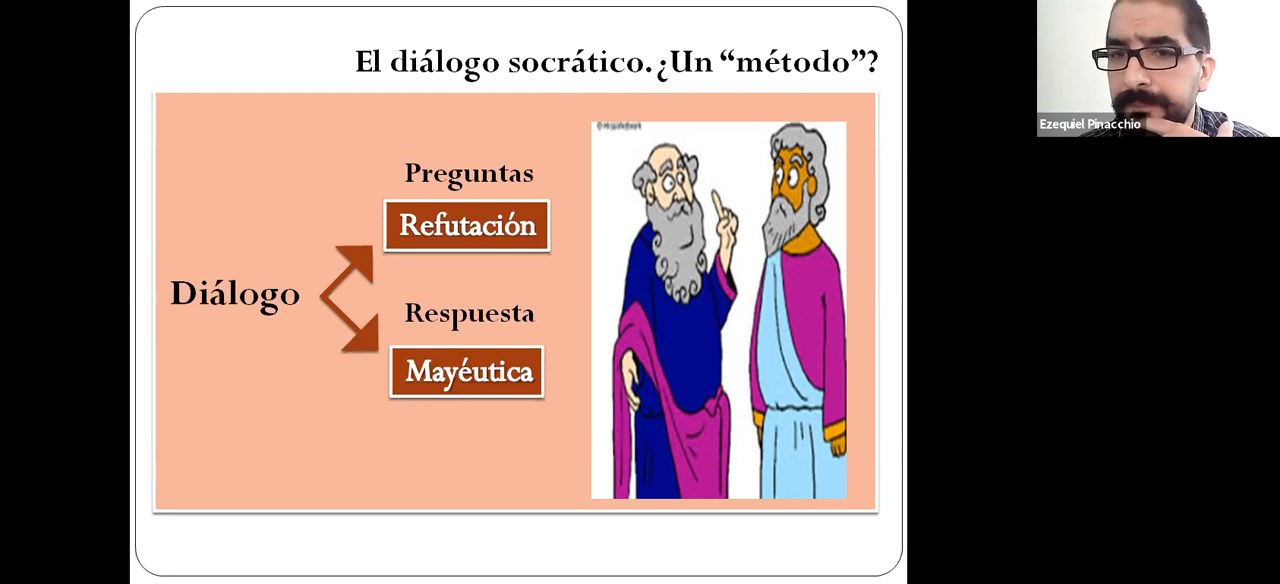 El diálogo socrático. ¿Un “método”?
Preguntas
Refutación
Diálogo
Respuesta
Mayéutica
Ezequiel Pinacchio